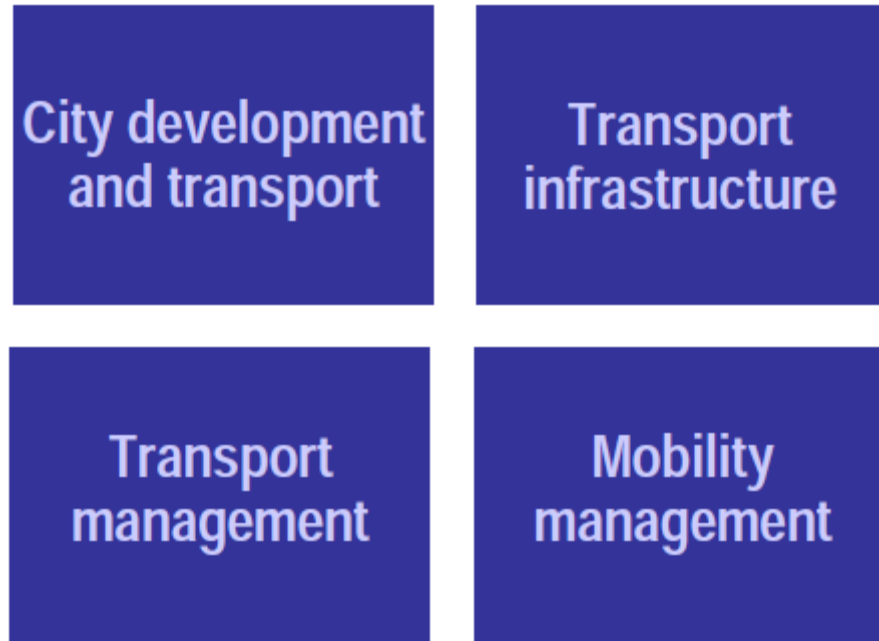 City development
and transport
Transport
infrastructure
Transport
management
Mobility
management